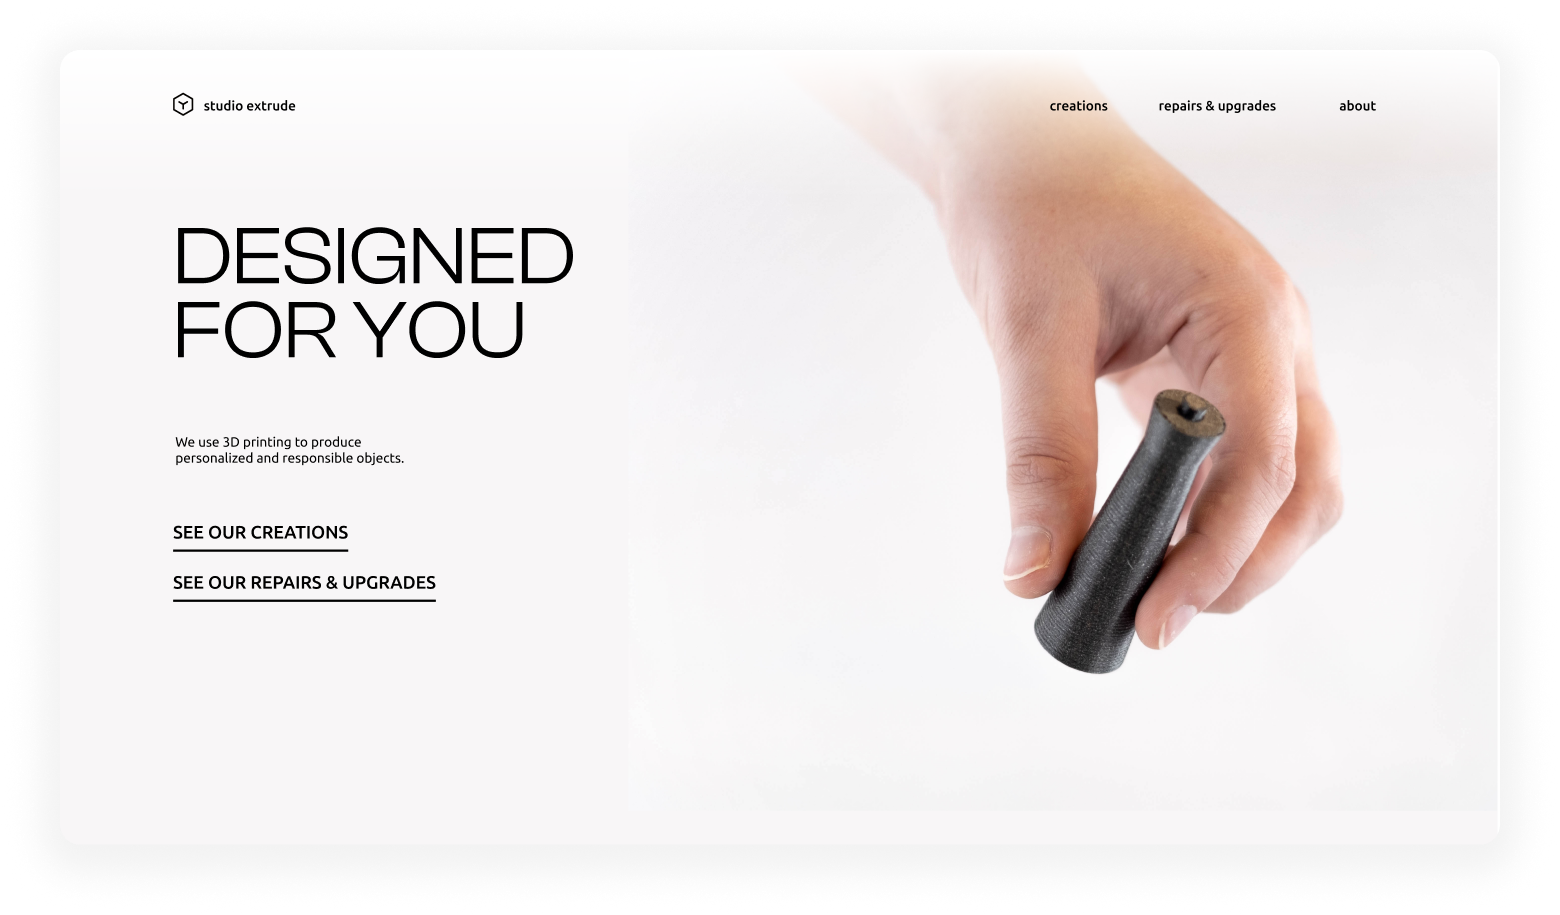 studio extrude
creations
repairs & upgrades
about
DESIGNED
FOR YOU
We use 3D printing to produce
personalized and responsible objects.
SEE OUR CREATIONS
SEE OUR REPAIRS & UPGRADES